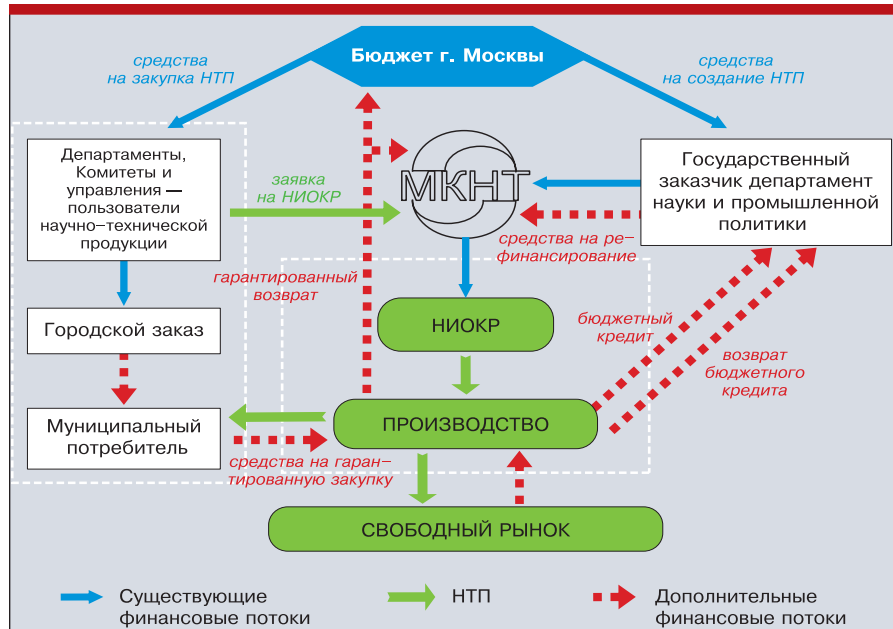 Бюджет г. Москвы
средства
на закупка НТП
средства
на создание НТП
Департаменты,
Комитеты и
управления —
пользователи
научно–технической
продукции
заявка
на НИОКР
МКНТ
Государственный
заказчик департамент
науки и промышленной
политики
средства на ре–
финансирование
гарантированный
возврат
Городской заказ
НИОКР
бюджетный
кредит
возврат
бюджетного
кредита
Муниципальный
потребитель
ПРОИЗВОДСТВО
средства на гаран–
тированную закупку
СВОБОДНЫЙ РЫНОК
Существующие
финансовые потоки
НТП
Дополнительные
финансовые потоки